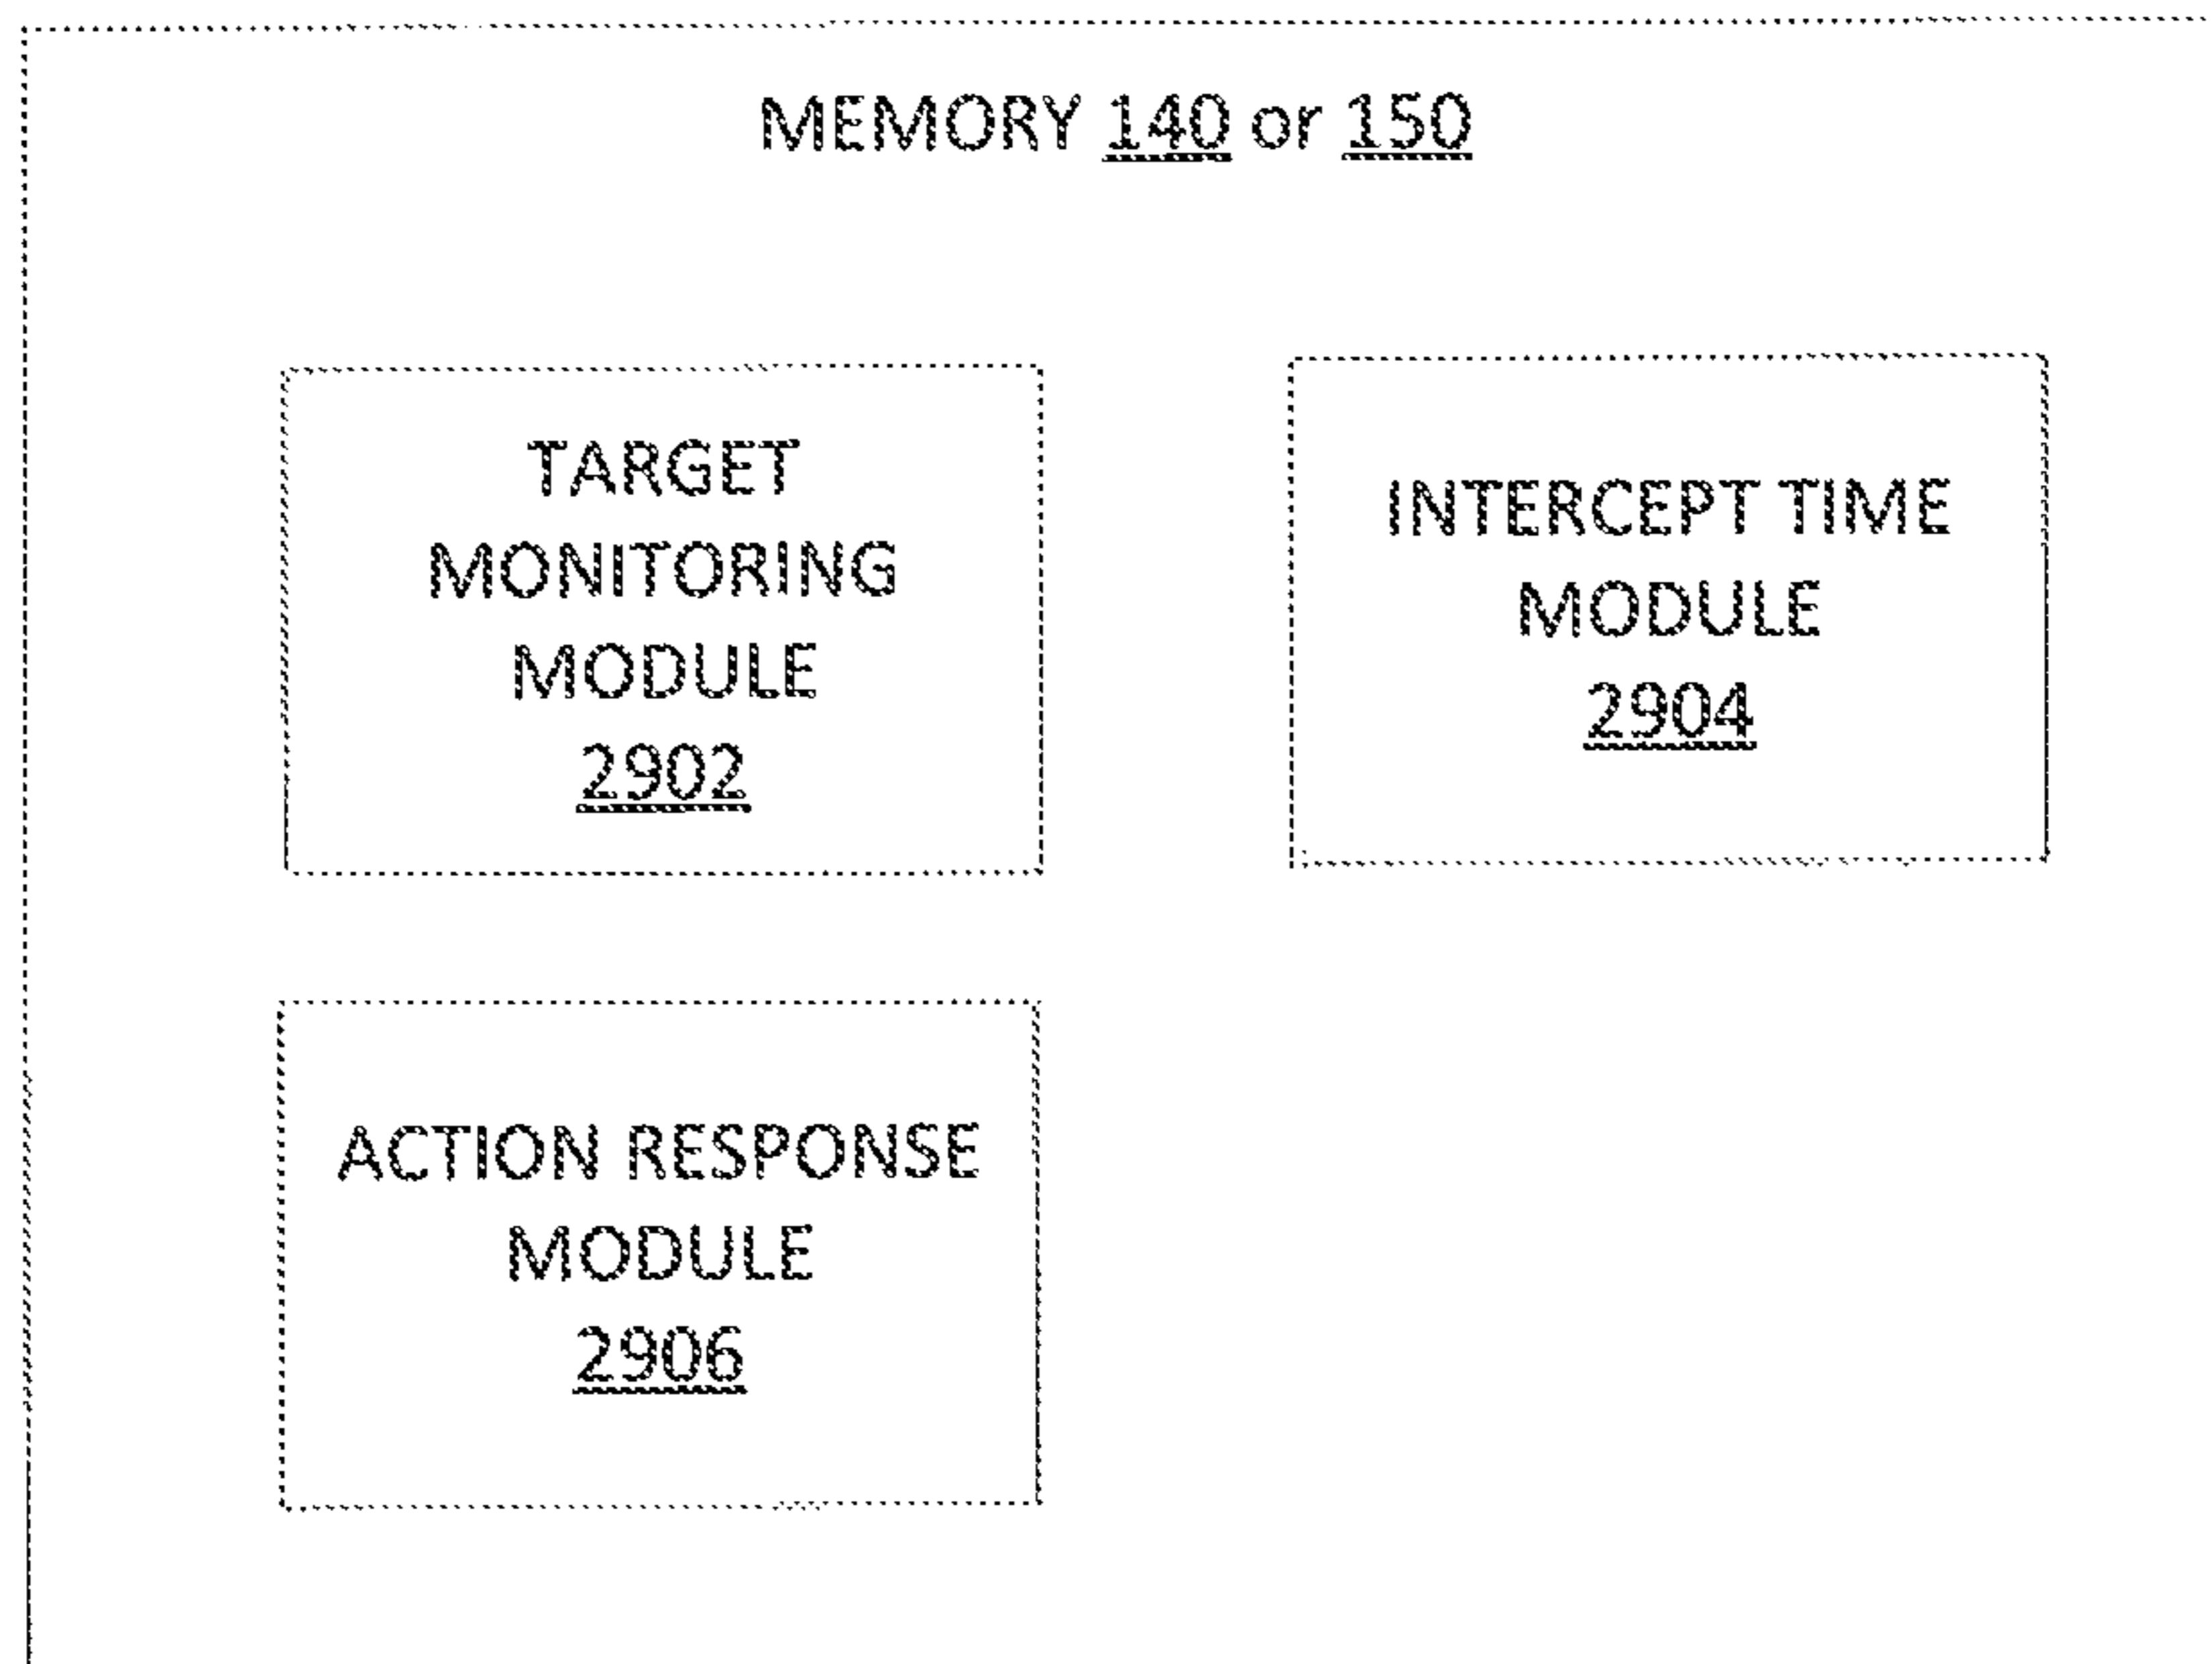 MEMORY 140 or 150
TARGET
MONITORING
MODULE
2902
INTERCEPT TIME
MODULE
2904
ACTION RESPONSE
MODULE
2906